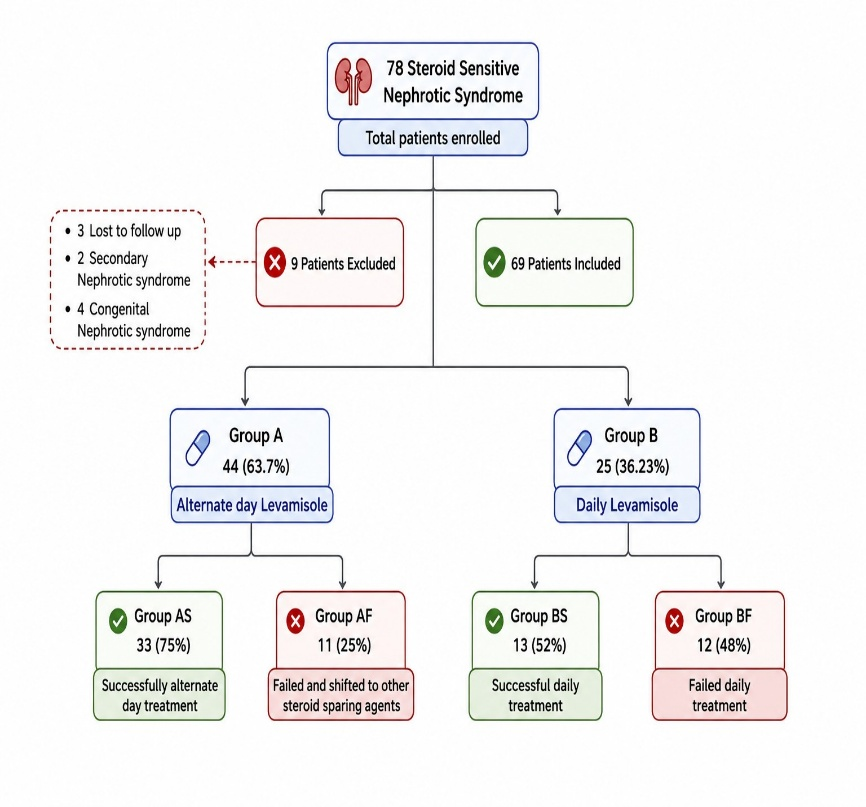 78 Steroid Sensitive
Nephrotic Syndrome
Total patients enrolled
• 3 Lost to follow up
• 2 Secondary
Nephrotic syndrome
• 4 Congenital
Nephrotic syndrome
9 Patients Excluded
69 Patients Included
Group A
44 (63.7%)
Alternate day Levamisole
Group B
25 (36.23%)
Daily Levamisole
Group AS
33 (75%)
Successfully alternate
day treatment
Group AF
11 (25%)
Failed and shifted to other
steroid sparing agents
Group BS
13 (52%)
Successful daily
treatment
Group BF
12 (48%)
Failed daily
treatment